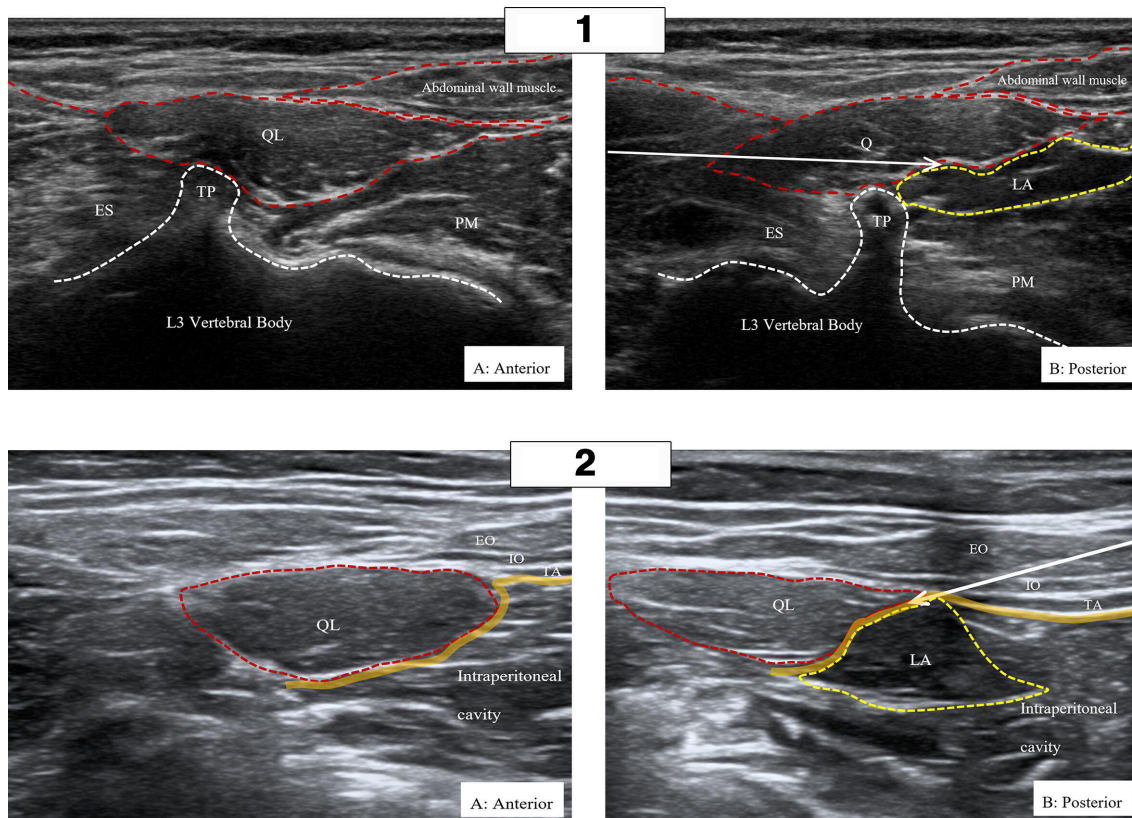 1
Abdominal wall muscle
QL
TP
ES
PM
L3 Vertebral Body
A: Anterior
Abdominal wall muscle
Q
LA
TP
ES
PM
L3 Vertebral Body
B: Posterior
2
EO
IO
TA
QL
Intraperitoneal
cavity
A: Anterior
EO
IO
QL
TA
LA
Intraperitoneal
cavity
B: Posterior